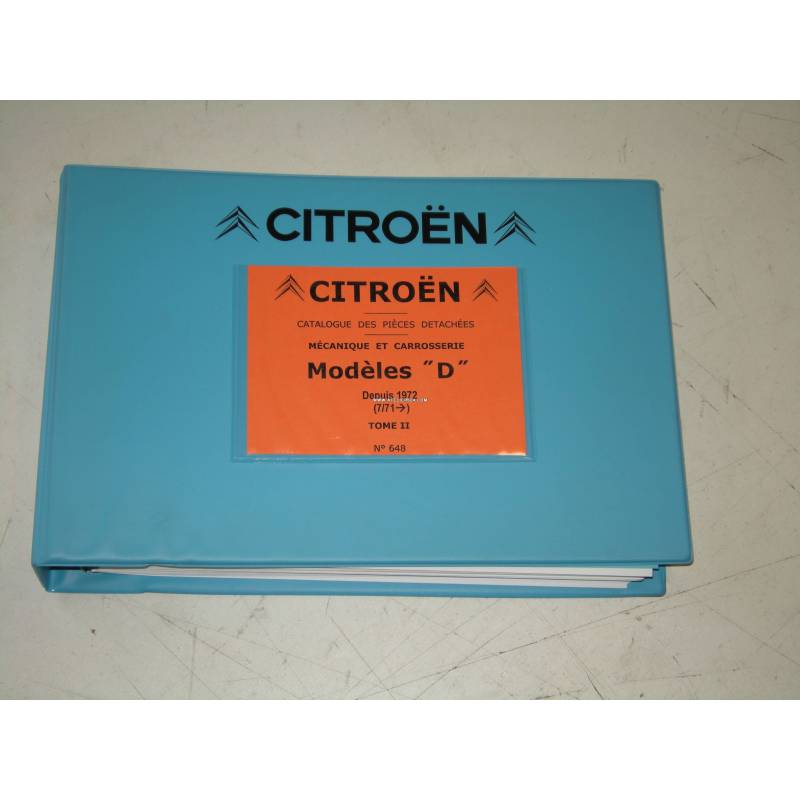 CITROËN
CITROËN
CATALOGUE DES PIÈCES DETACHÉES
MÉCANIQUE ET CARROSSERIE
Modèles ″D″
Depuis 1972
(7/71→)
TOME II
N° 648